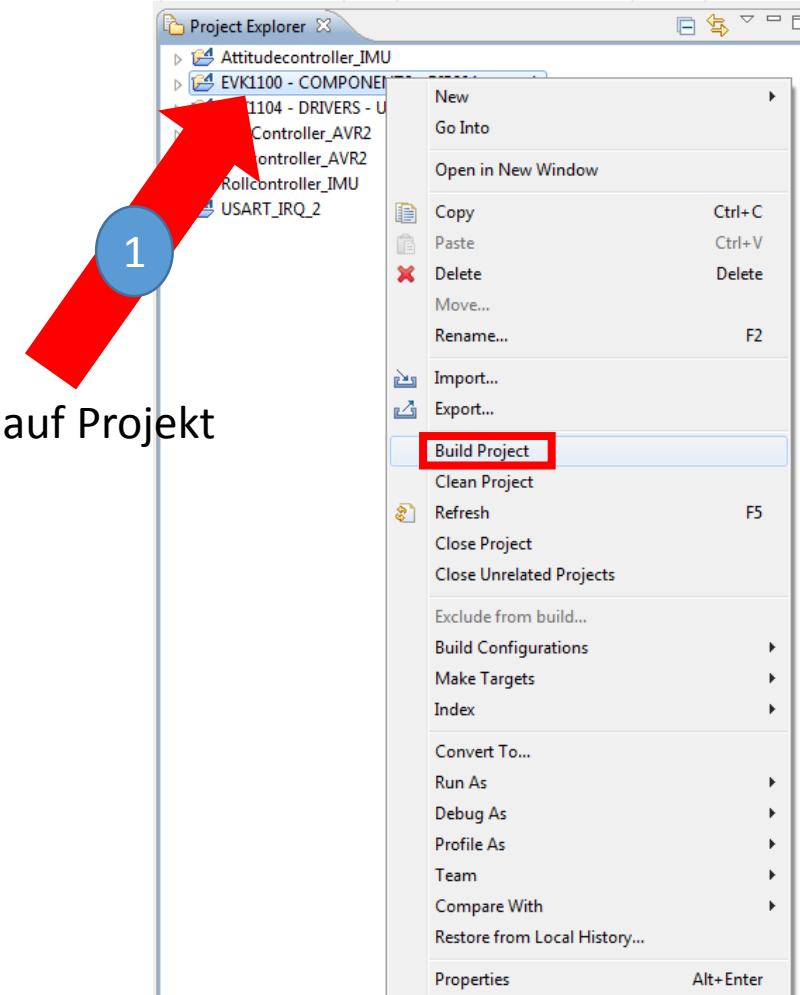 Project Explorer
Attitudecontroller_IMU
EVK1100 - COMPONENTS
1104 - DRIVERS - U
Controller_AVR2
controller_AVR2
Rollcontroller_IMU
USART_IRQ_2
1
auf Projekt
New
Go Into
Open in New Window
Copy Ctrl+C
Paste Ctrl+V
Delete Delete
Move...
Rename... F2
Import...
Export...
Build Project
Clean Project
Refresh F5
Close Project
Close Unrelated Projects
Exclude from build...
Build Configurations
Make Targets
Index
Convert To...
Run As
Debug As
Profile As
Team
Compare With
Restore from Local History...
Properties Alt+Enter